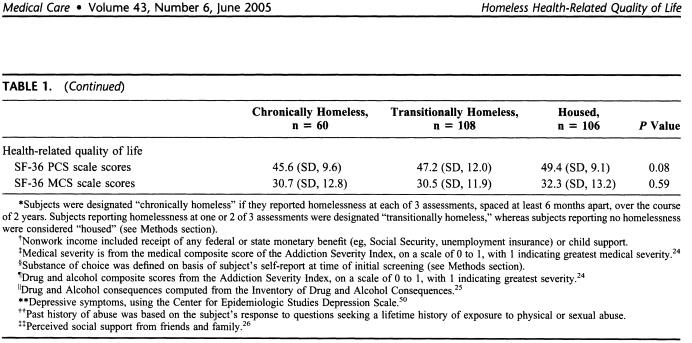 Medical Care • Volume 43, Number 6, June 2005 Homeless Health-Related Quality of Life
TABLE 1. (Continued)
Chronically Homeless, Transitionally Homeless, Housed,
n = 60 n = 108 n = 106 P Value
Health-related quality of life
SF-36 PCS scale scores 45.6 (SD, 9.6) 47.2 (SD, 12.0) 49.4 (SD, 9.1) 0.08
SF-36 MCS scale scores 30.7 (SD, 12.8) 30.5 (SD, 11.9) 32.3 (SD, 13.2) 0.59
*Subjects were designated “chronically homeless” if they reported homelessness at each of 3 assessments, spaced at least 6 months apart, over the course
of 2 years. Subjects reporting homelessness at one or 2 of 3 assessments were designated “transitionally homeless,” whereas subjects reporting no homelessness
were considered “housed” (see Methods section).
†Nonwork income included receipt of any federal or state monetary benefit (eg, Social Security, unemployment insurance) or child support.
‡Medical severity is from the medical composite score of the Addiction Severity Index, on a scale of 0 to 1, with 1 indicating greatest medical severity.24
§Substance of choice was defined on basis of subject's self-report at time of initial screening (see Methods section).
¶Drug and alcohol composite scores from the Addiction Severity Index, on a scale of 0 to 1, with 1 indicating greatest severity.24
‖Drug and Alcohol consequences computed from the Inventory of Drug and Alcohol Consequences.25
**Depressive symptoms, using the Center for Epidemiologic Studies Depression Scale.50
††Past history of abuse was based on the subject's response to questions seeking a lifetime history of exposure to physical or sexual abuse.
‡‡Perceived social support from friends and family.26